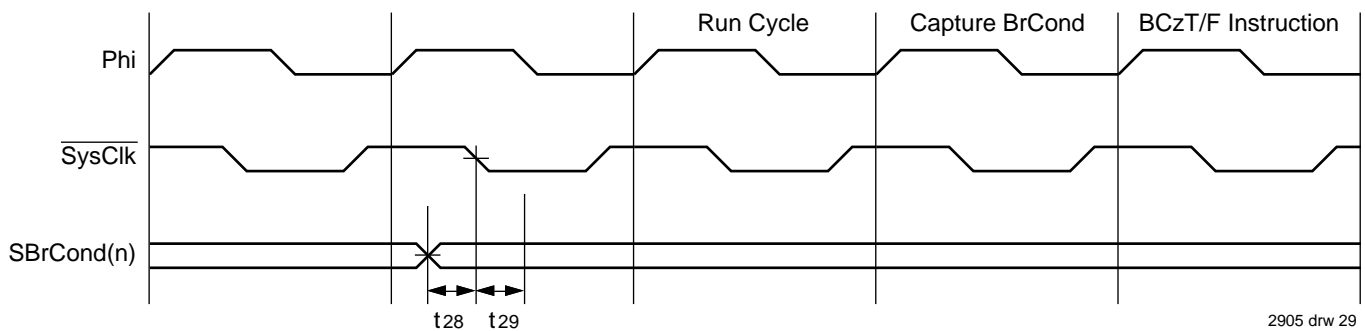 Run Cycle
Capture BrCond
BCzT/F Instruction
Phi
SysClk
SBrCond(n)
t28
t29
2905 drw 29